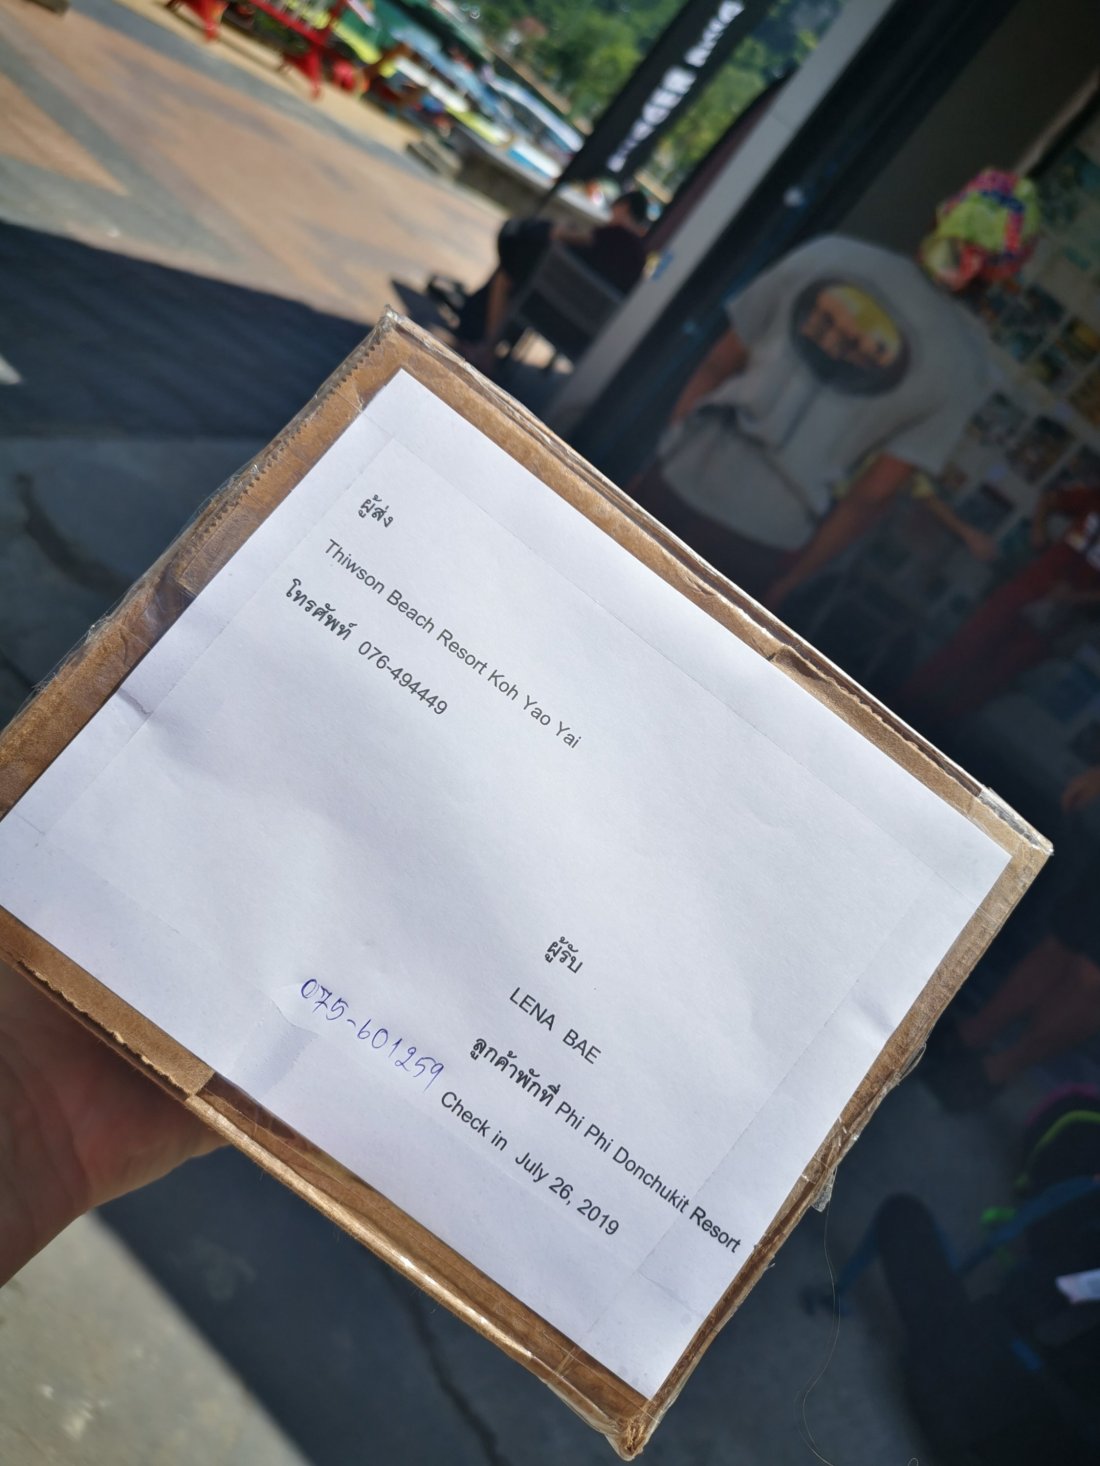 ผู้ส่ง
Thiwson Beach Resort Koh Yao Yai
โทรศัพท์ 076-494449
ผู้รับ
LENA BAE
ลูกค้าพักที่ Phi Phi Donchukit Resort
Check in July 26, 2019
075-601259